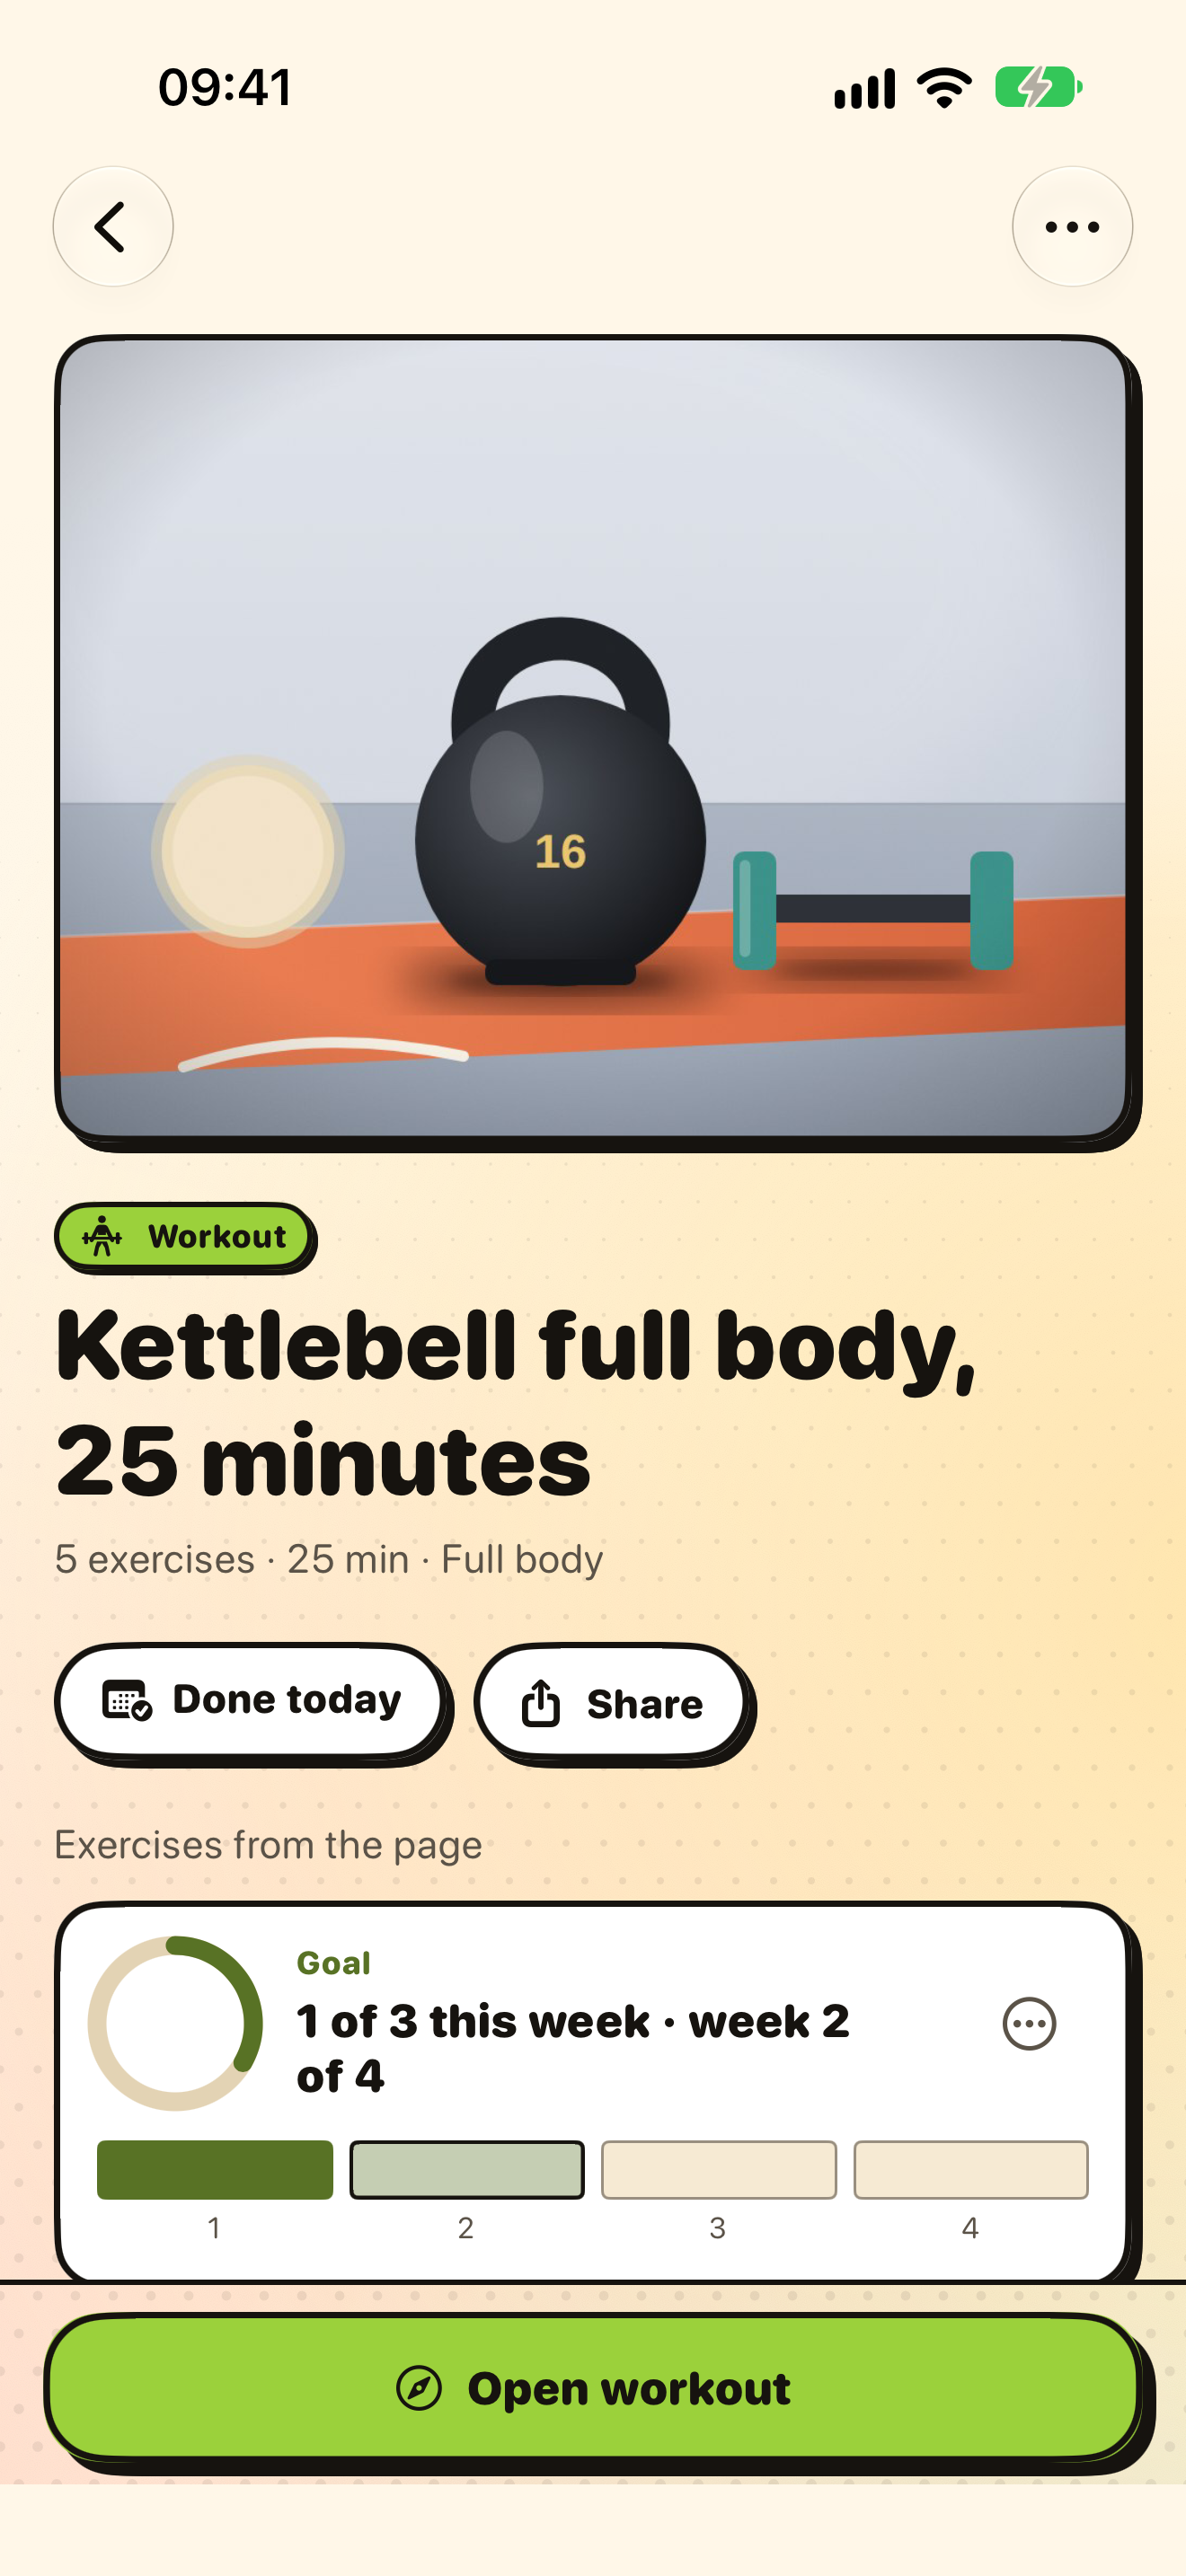 09:41
16
Workout
Kettlebell full body,
25 minutes
5 exercises · 25 min · Full body
Done today
Share
Exercises from the page
Goal
1 of 3 this week · week 2
of 4
1
2
3
4
Open workout